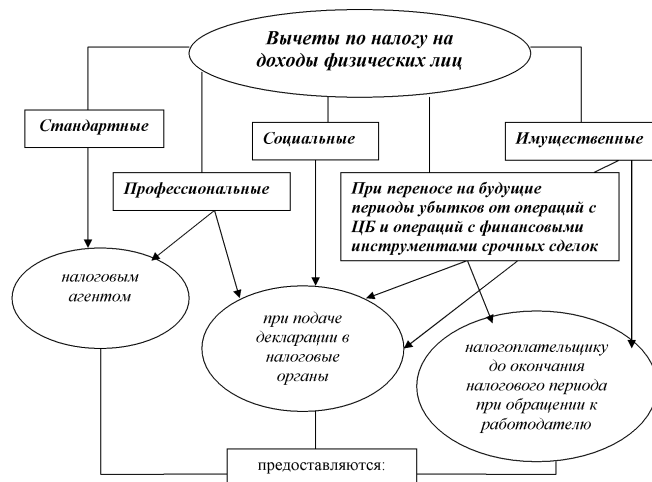 Вычеты по налогу на
доходы физических лиц
Стандартные
Социальные
Имущественные
Профессиональные
При переносе на будущие
периоды убытков от операций с
ЦБ и операций с финансовыми
инструментами срочных сделок
налоговым
агентом
при подаче
декларации в
налоговые
органы
налогоплательщику
до окончания
налогового периода
при обращении к
работодателю
предоставляются: